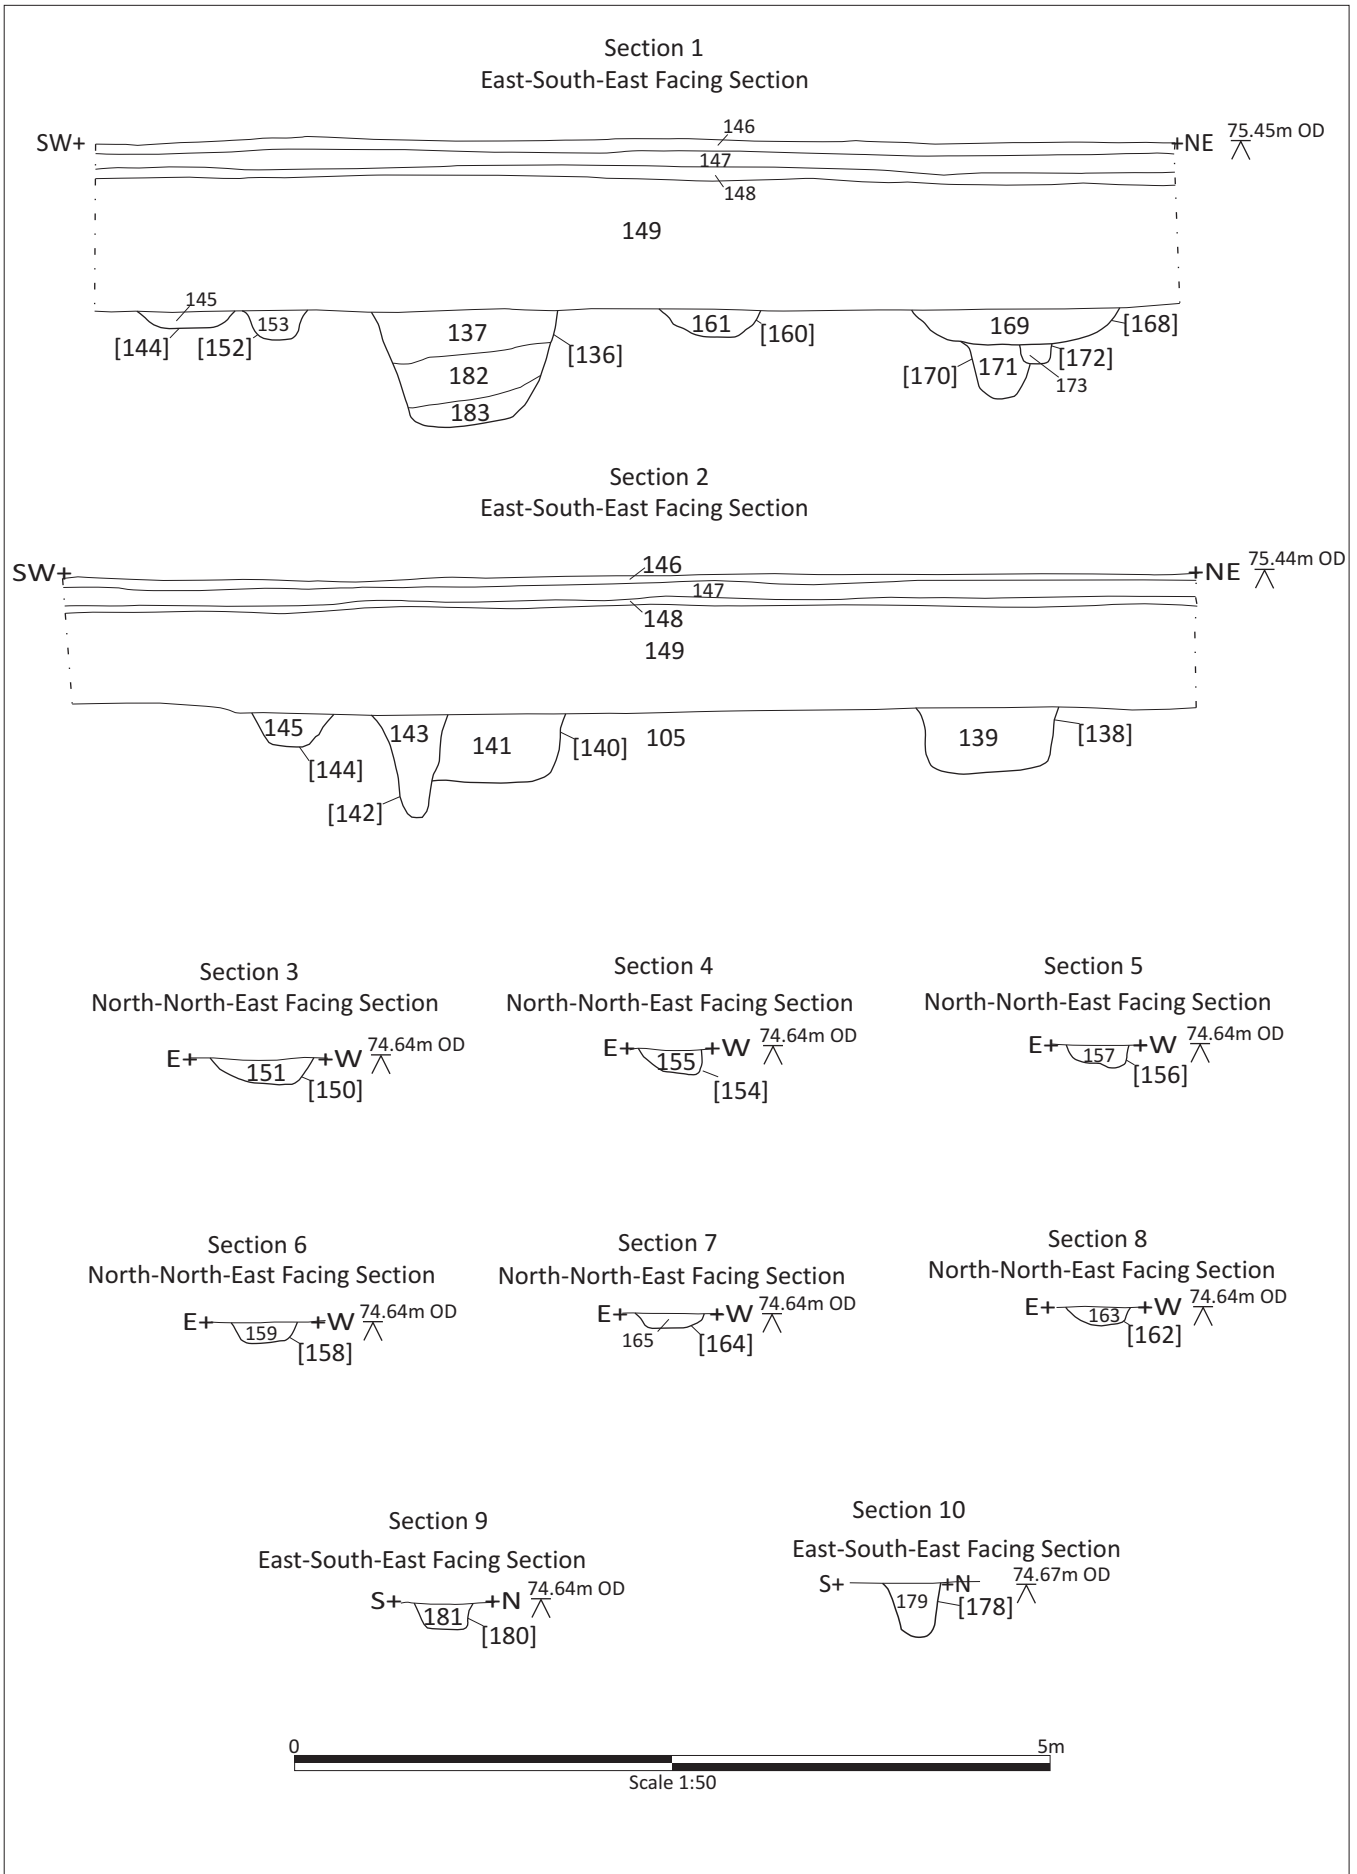 Section 1
East-South-East Facing Section
SW+
146
+NE
75.45m OD
147
148
149
145
153
137
161
169
[168]
[144]
[152]
[136]
[160]
[172]
182
[170]
171
173
183
Section 2
East-South-East Facing Section
SW+
146
+NE
75.44m OD
147
148
149
145
143
141
[140]
105
139
[138]
[144]
[142]
Section 3
North-North-East Facing Section
E+
+W
74.64m OD
151
[150]
Section 4
North-North-East Facing Section
E+
+W
74.64m OD
155
[154]
Section 5
North-North-East Facing Section
E+
+W
74.64m OD
157
[156]
Section 6
North-North-East Facing Section
E+
+W
74.64m OD
159
[158]
Section 7
North-North-East Facing Section
E+
+W
74.64m OD
165
[164]
Section 8
North-North-East Facing Section
E+
+W
74.64m OD
163
[162]
Section 9
East-South-East Facing Section
S+
+N
74.64m OD
181
[180]
Section 10
East-South-East Facing Section
S+
+N
74.67m OD
179
[178]
0
5m
Scale 1:50